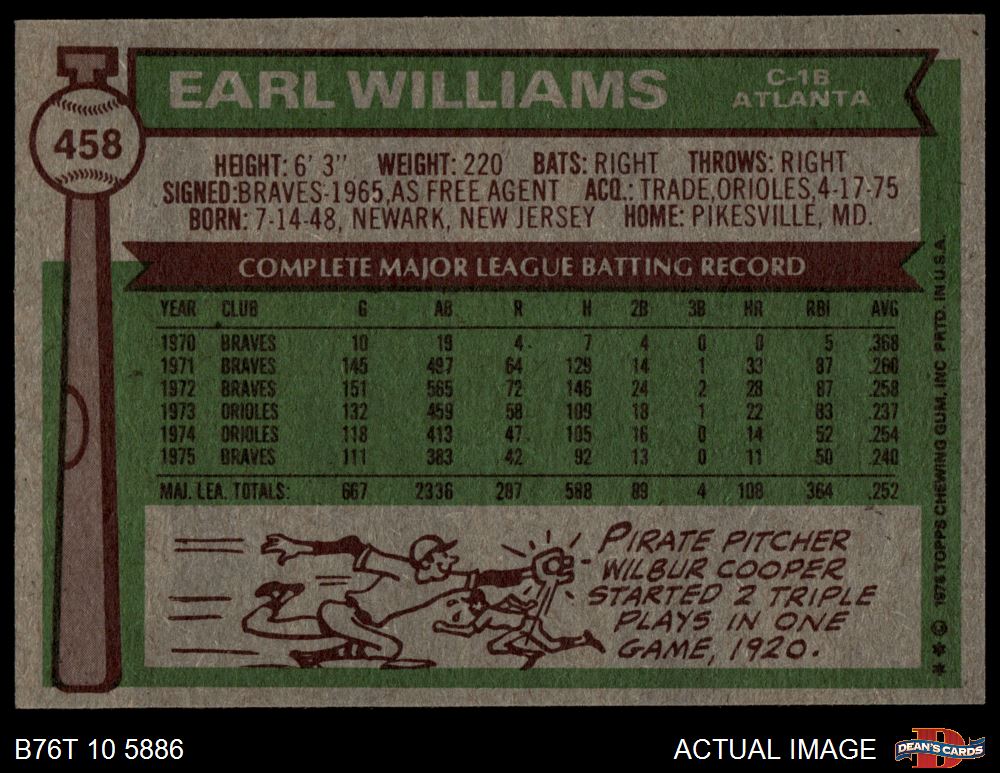 EARL WILLIAMS
C-1B
ATLANTA
458
HEIGHT: 6' 3" WEIGHT: 220 BATS: RIGHT THROWS: RIGHT
SIGNED: BRAVES-1965, AS FREE AGENT ACQ.: TRADE, ORIOLES, 4-17-75
BORN: 7-14-48, NEWARK, NEW JERSEY HOME: PIKESVILLE, MD.
COMPLETE MAJOR LEAGUE BATTING RECORD
YEAR CLUB G AB R H 2B 3B HR RBI AVG
1970 BRAVES 10 19 4 7 4 0 0 5 .368
1971 BRAVES 145 497 64 129 14 1 33 87 .260
1972 BRAVES 151 565 72 146 24 2 28 87 .258
1973 ORIOLES 132 459 58 109 18 1 22 83 .237
1974 ORIOLES 118 413 47 105 16 0 14 52 .254
1975 BRAVES 111 383 42 92 13 0 11 50 .240
MAJ. LEA. TOTALS: 667 2336 287 588 89 4 108 364 .252
PIRATE PITCHER
WILBUR COOPER
STARTED 2 TRIPLE
PLAYS IN ONE
GAME, 1920.
*** © 1976 TOPPS CHEWING GUM, INC PRTD. IN U.S.A.
B76T 10 5886
ACTUAL IMAGE
DEAN'S CARDS